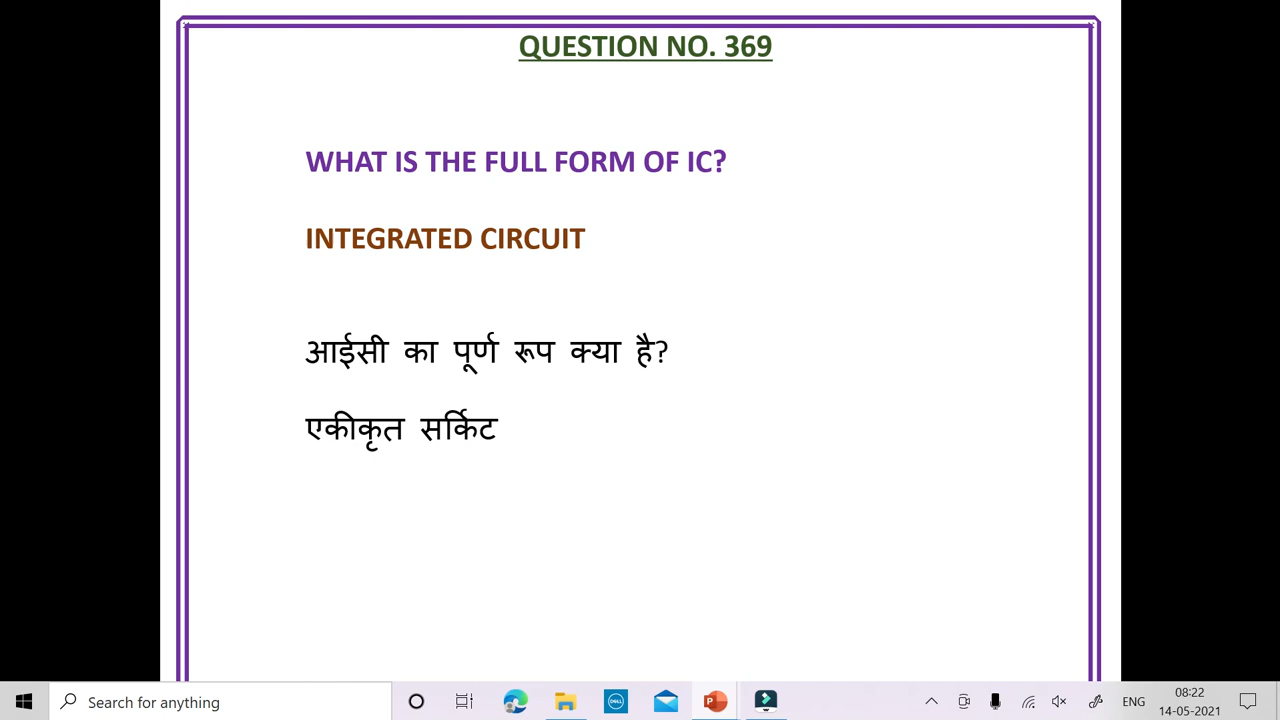 QUESTION NO. 369
WHAT IS THE FULL FORM OF IC?
INTEGRATED CIRCUIT
आईसी का पूर्ण रूप क्या है?
एकीकृत सर्किट
Search for anything
DELL
P
ENG
08:22
14-05-2021